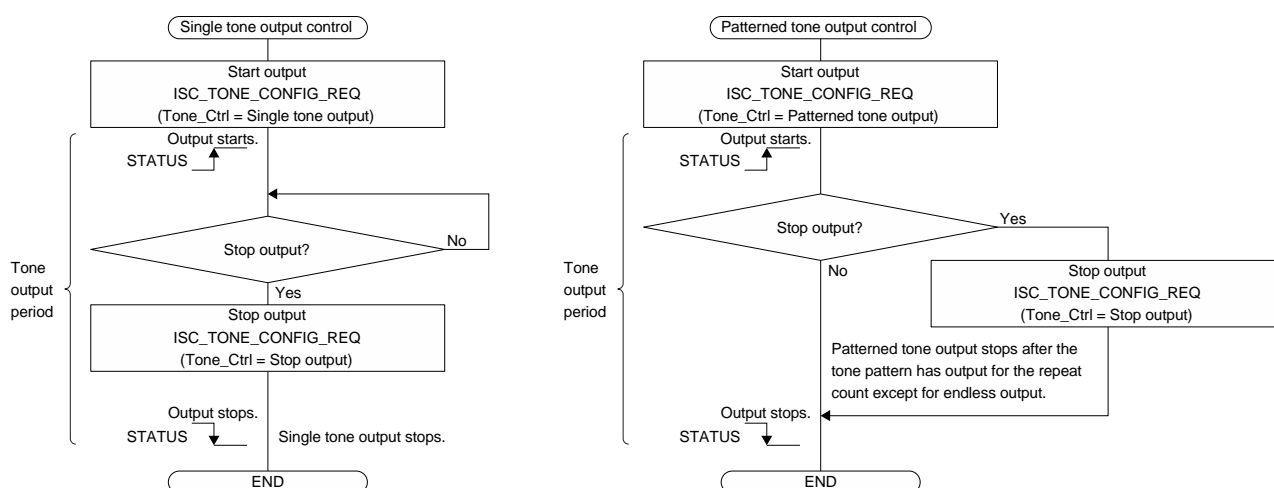 Single tone output control
Start output
ISC_TONE_CONFIG_REQ
(Tone_Ctrl = Single tone output)
Output starts.
STATUS
Stop output?
No
Yes
Tone
output
period
Stop output
ISC_TONE_CONFIG_REQ
(Tone_Ctrl = Stop output)
Output stops.
STATUS
Single tone output stops.
END
Patterned tone output control
Start output
ISC_TONE_CONFIG_REQ
(Tone_Ctrl = Patterned tone output)
Output starts.
STATUS
Stop output?
Yes
No
Tone
output
period
Stop output
ISC_TONE_CONFIG_REQ
(Tone_Ctrl = Stop output)
Patterned tone output stops after the
tone pattern has output for the repeat
count except for endless output.
Output stops.
STATUS
END